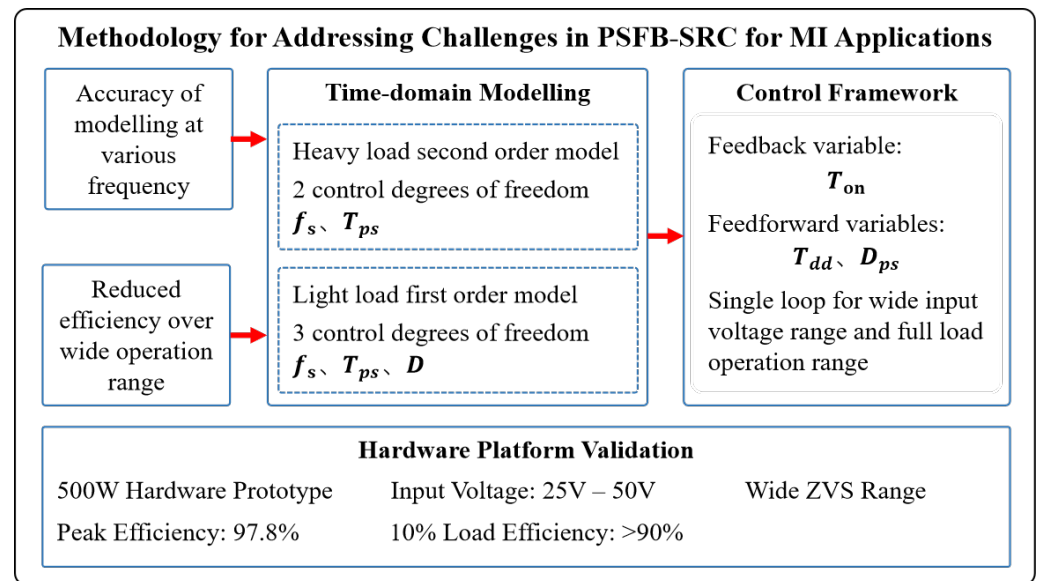 Methodology for Addressing Challenges in PSFB-SRC for MI Applications
Accuracy of
modelling at
various
frequency
Reduced
efficiency over
wide operation
range
Time-domain Modelling
Heavy load second order model
2 control degrees of freedom
fs、Tps
Light load first order model
3 control degrees of freedom
fs、Tps、D
Control Framework
Feedback variable:
Ton
Feedforward variables:
Tdd、Dps
Single loop for wide input
voltage range and full load
operation range
Hardware Platform Validation
500W Hardware Prototype
Input Voltage: 25V – 50V
Wide ZVS Range
Peak Efficiency: 97.8%
10% Load Efficiency: >90%